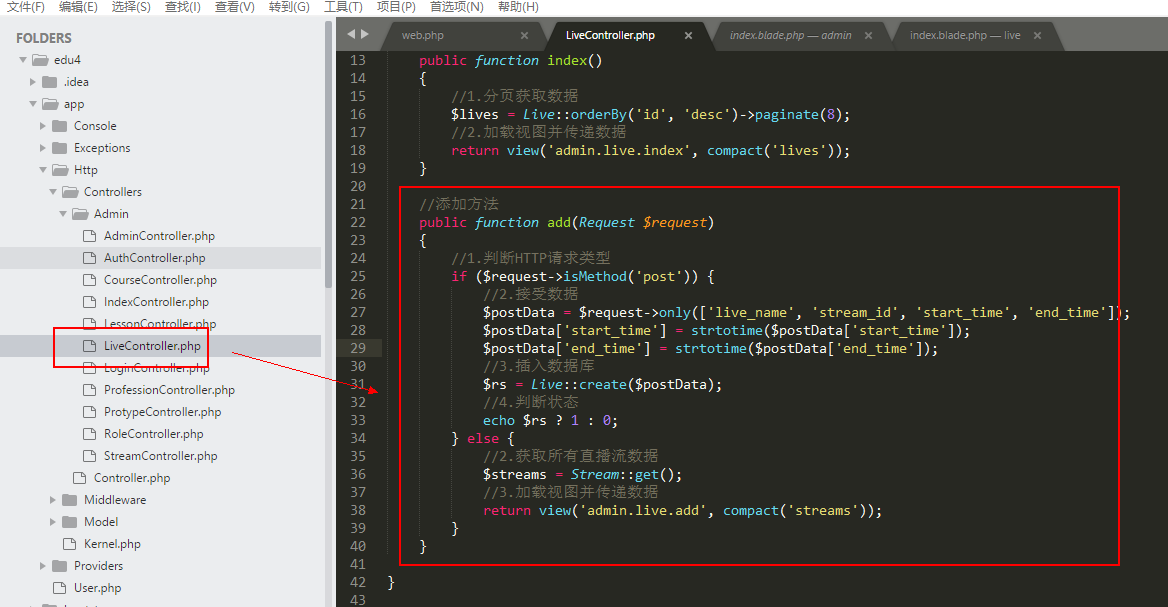 文件(F) 编辑(E) 选择(S) 查找(I) 查看(V) 转到(G) 工具(T) 项目(P) 首选项(N) 帮助(H)
FOLDERS
edu4
.idea
app
Console
Exceptions
Http
Controllers
Admin
AdminController.php
AuthController.php
CourseController.php
IndexController.php
LessonController.php
LiveController.php
LoginController.php
ProfessionController.php
ProtypeController.php
RoleController.php
StreamController.php
Controller.php
Middleware
Model
Kernel.php
Providers
User.php
web.php LiveController.php index.blade.php — admin index.blade.php — live
13 public function index()
14 {
15 //1.分页获取数据
16 $lives = Live::orderBy('id', 'desc')->paginate(8);
17 //2.加载视图并传递数据
18 return view('admin.live.index', compact('lives'));
19 }
20
21 //添加方法
22 public function add(Request $request)
23 {
24 //1.判断HTTP请求类型
25 if ($request->isMethod('post')) {
26 //2.接受数据
27 $postData = $request->only(['live_name', 'stream_id', 'start_time', 'end_time']);
28 $postData['start_time'] = strtotime($postData['start_time']);
29 $postData['end_time'] = strtotime($postData['end_time']);
30 //3.插入数据库
31 $rs = Live::create($postData);
32 //4.判断状态
33 echo $rs ? 1 : 0;
34 } else {
35 //2.获取所有直播流数据
36 $streams = Stream::get();
37 //3.加载视图并传递数据
38 return view('admin.live.add', compact('streams'));
39 }
40 }
41
42 }
43